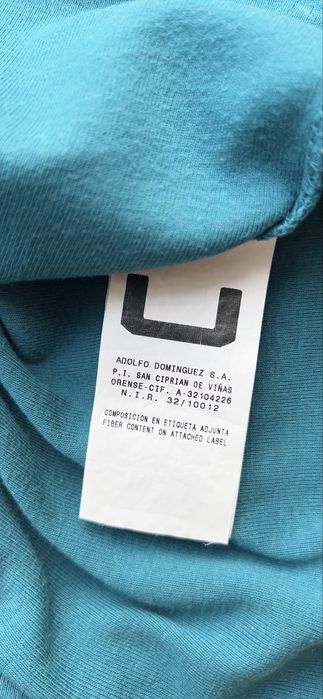 ADOLFO DOMINGUEZ S.A.
P.I. SAN CIPRIAN DE VIÑAS
ORENSE-CIF. A-32104226
N.I.R. 32/10012
COMPOSICION EN ETIQUETA ADJUNTA
FIBER CONTENT ON ATTACHED LABEL